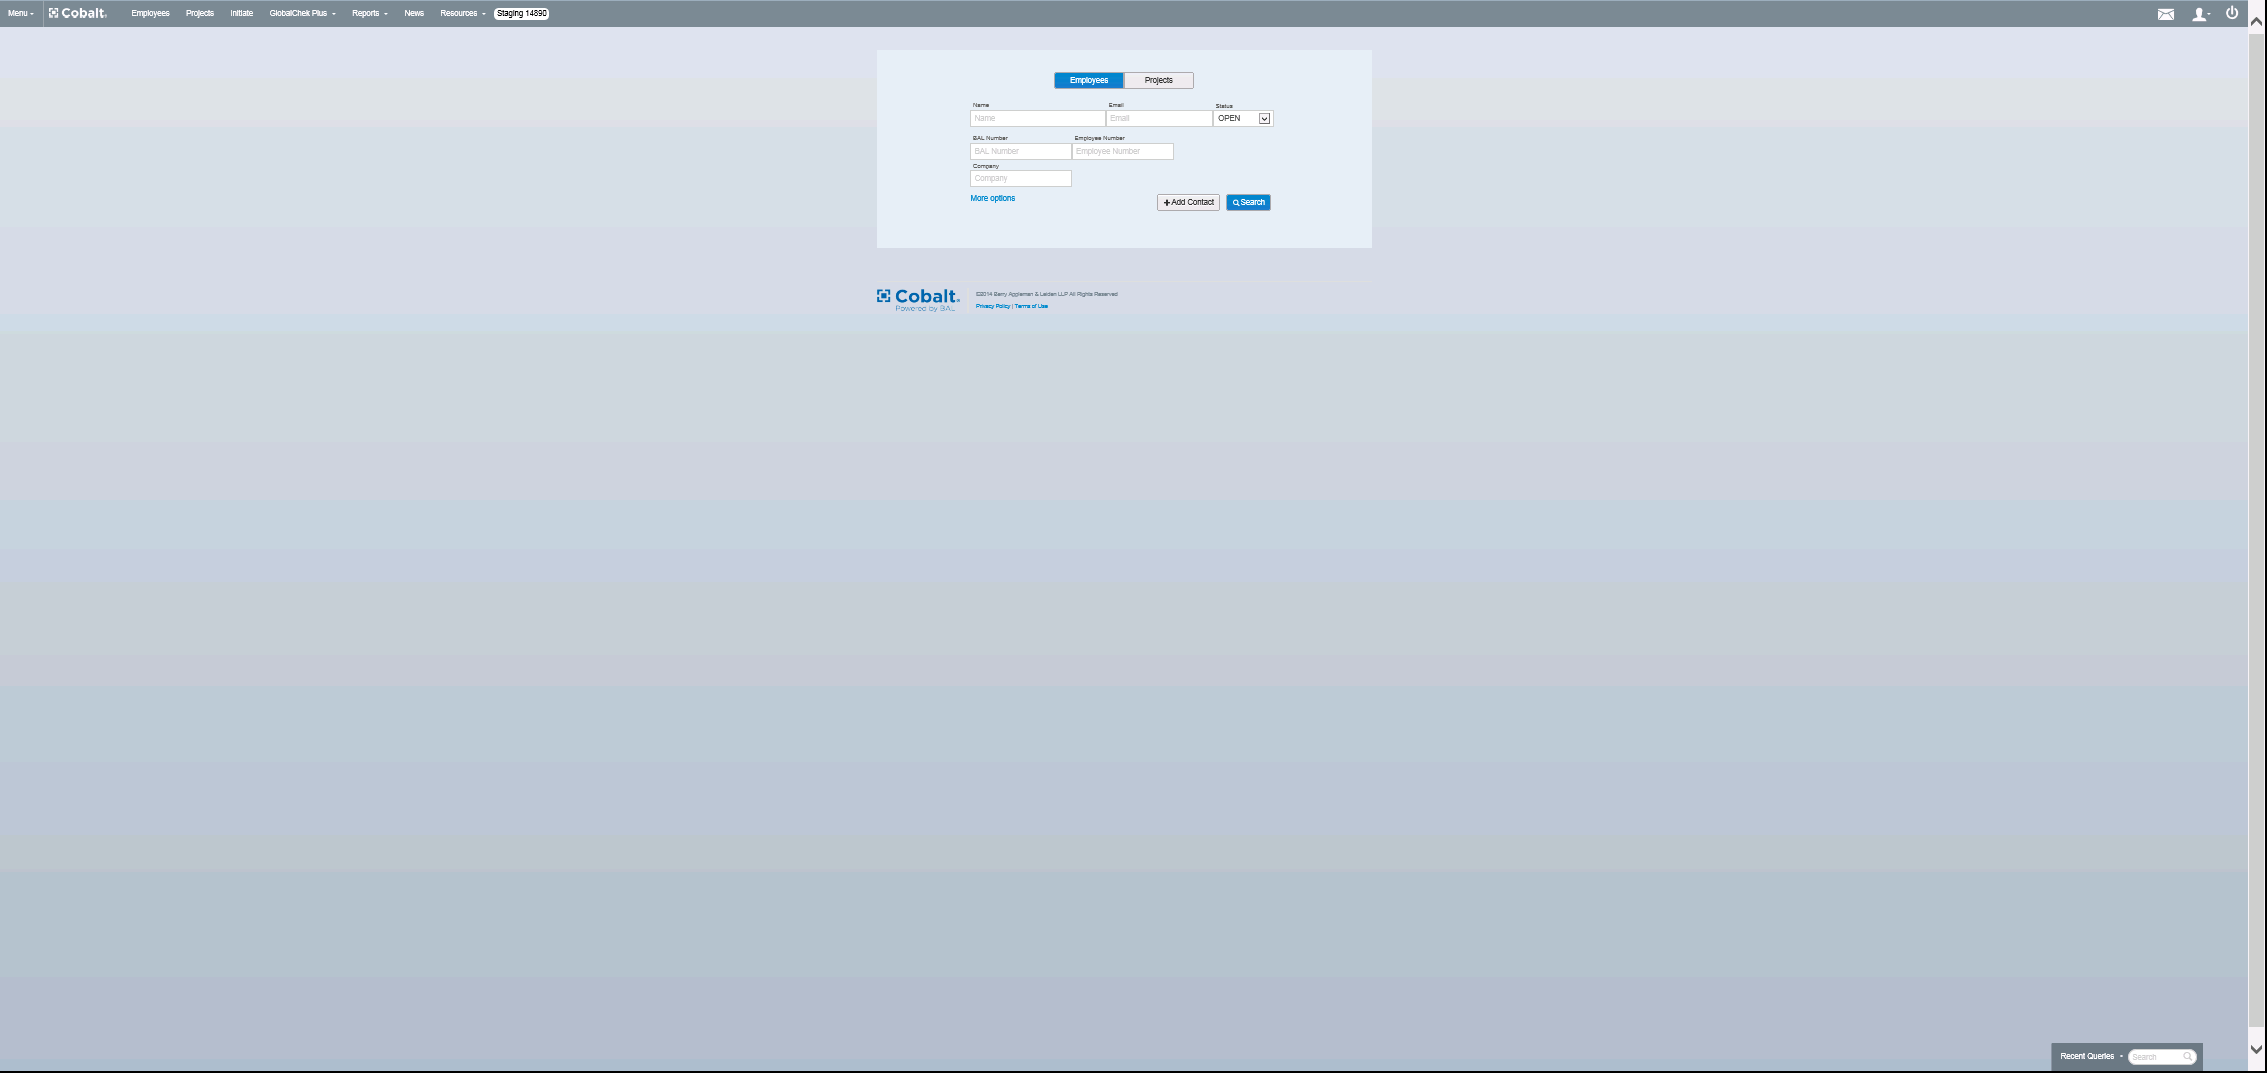 Menu Cobalt Employees Projects Initiate GlobalChek Plus Reports News Resources Staging 14890
Employees Projects
Name Email Status
Name Email OPEN
BAL Number Employee Number
BAL Number Employee Number
Company
Company
More options + Add Contact Search
Cobalt
Powered by BAL
©2014 Berry Appleman & Leiden LLP All Rights Reserved
Privacy Policy | Terms of Use
Recent Queries Search